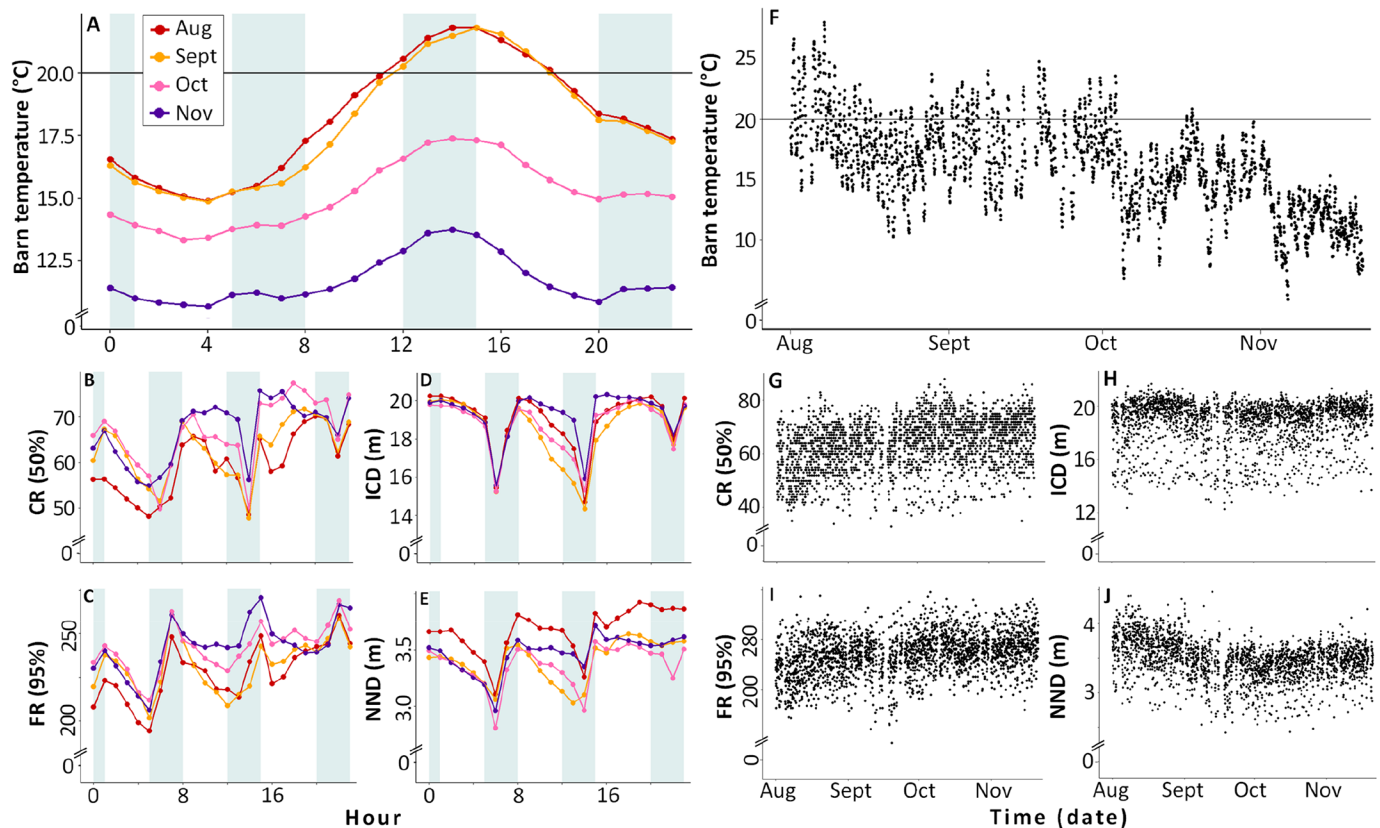 A
Aug
Sept
Oct
Nov
Barn temperature (°C)
20.0
17.5
15.0
12.5
0
0
4
8
12
16
20
F
Barn temperature (°C)
25
20
15
10
0
Aug
Sept
Oct
Nov
B
CR (50%)
70
60
50
0
D
ICD (m)
20
18
16
14
0
G
CR (50%)
80
60
40
0
H
ICD (m)
20
16
12
0
C
FR (95%)
250
200
0
0
8
16
E
NND (m)
3.5
3.0
0
0
8
16
Hour
I
FR (95%)
280
200
0
Aug
Sept
Oct
Nov
J
NND (m)
4
3
0
Aug
Sept
Oct
Nov
Time (date)